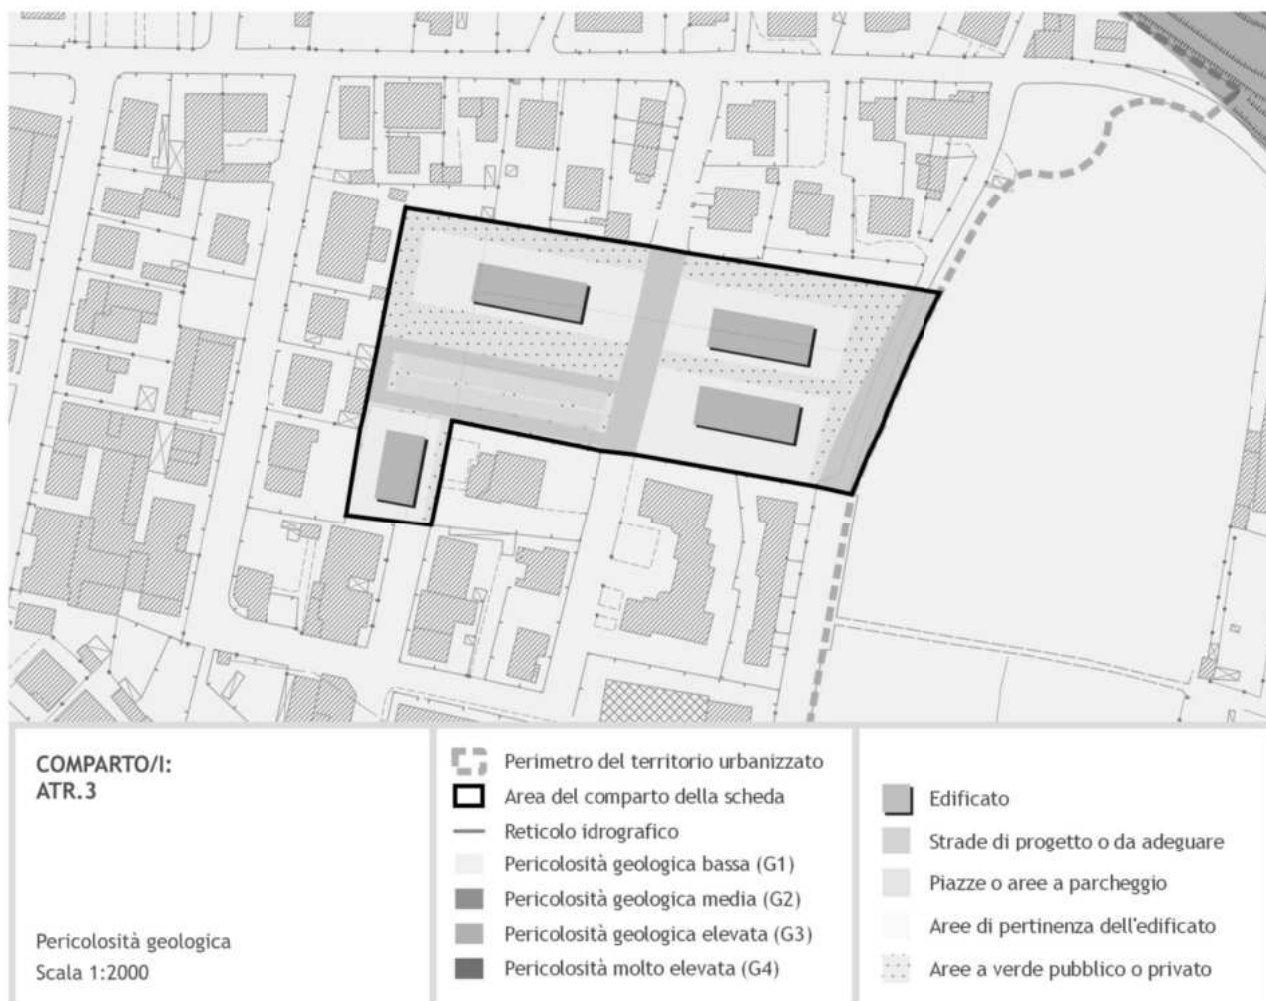 COMPARTO/I:
ATR.3
Pericolosità geologica
Scala 1:2000
Perimetro del territorio urbanizzato
Area del comparto della scheda
Reticolo idrografico
Pericolosità geologica bassa (G1)
Pericolosità geologica media (G2)
Pericolosità geologica elevata (G3)
Pericolosità molto elevata (G4)
Edificato
Strade di progetto o da adeguare
Piazze o aree a parcheggio
Aree di pertinenza dell'edificato
Aree a verde pubblico o privato